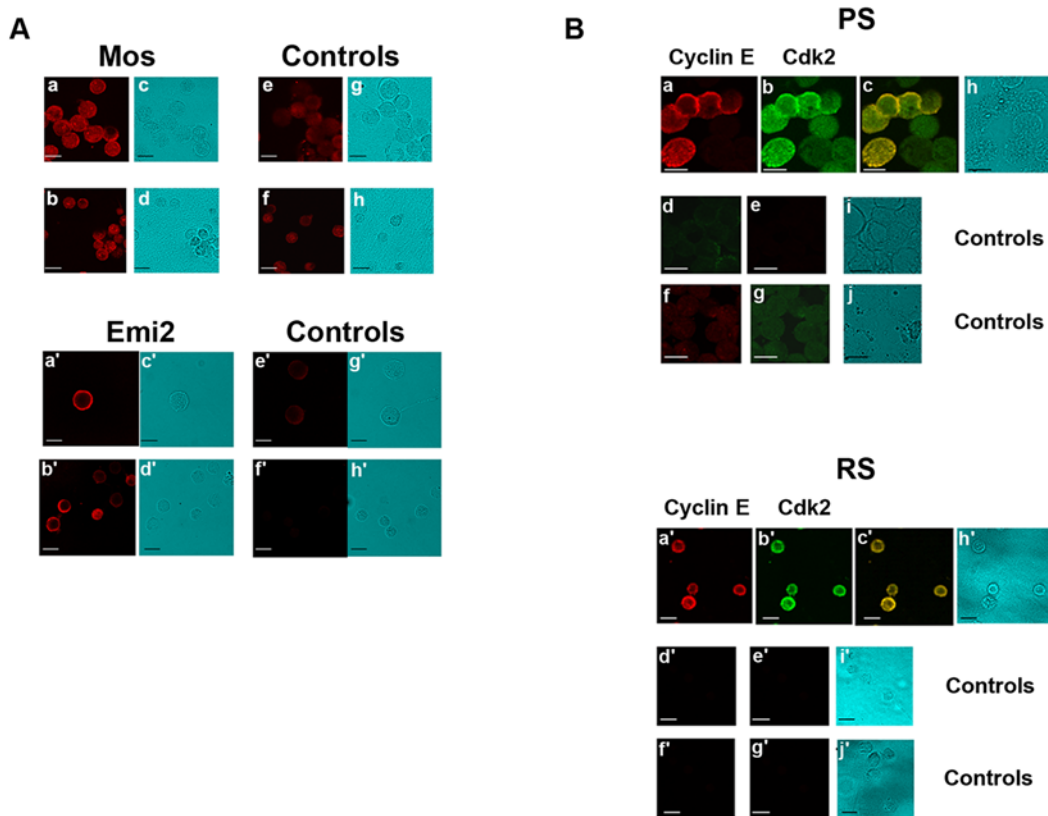 A
Mos Controls
a c e g
b d f h
Emi2 Controls
a' c' e' g'
b' d' f' h'
B
PS
Cyclin E Cdk2
a b c h
d e i
Controls
f g j
Controls
RS
Cyclin E Cdk2
a' b' c' h'
d' e' i'
Controls
f' g' j'
Controls